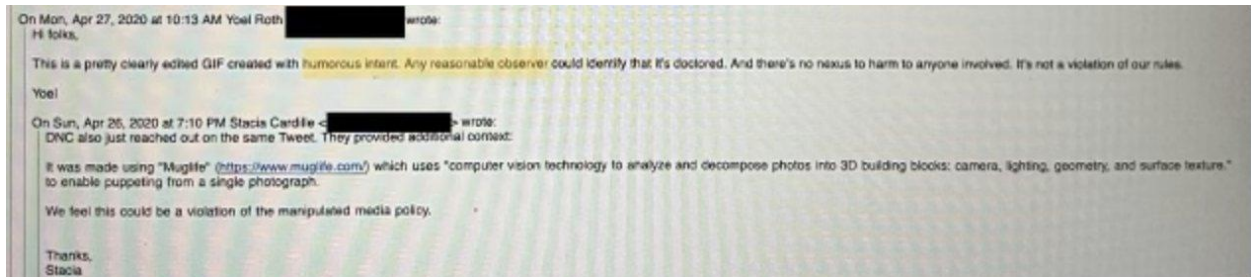 On Mon, Apr 27, 2020 at 10:13 AM Yoel Roth wrote:
Hi folks,
This is a pretty clearly edited GIF created with humorous intent. Any reasonable observer could identify that it's doctored. And there's no nexus to harm to anyone involved. It's not a violation of our rules.
Yoel
On Sun, Apr 26, 2020 at 7:10 PM Stacia Cardille < > wrote:
DNC also just reached out on the same Tweet. They provided additional context:
It was made using "Muglife" (https://www.muglife.com/) which uses "computer vision technology to analyze and decompose photos into 3D building blocks: camera, lighting, geometry, and surface texture."
to enable puppeting from a single photograph.
We feel this could be a violation of the manipulated media policy.
Thanks,
Stacia